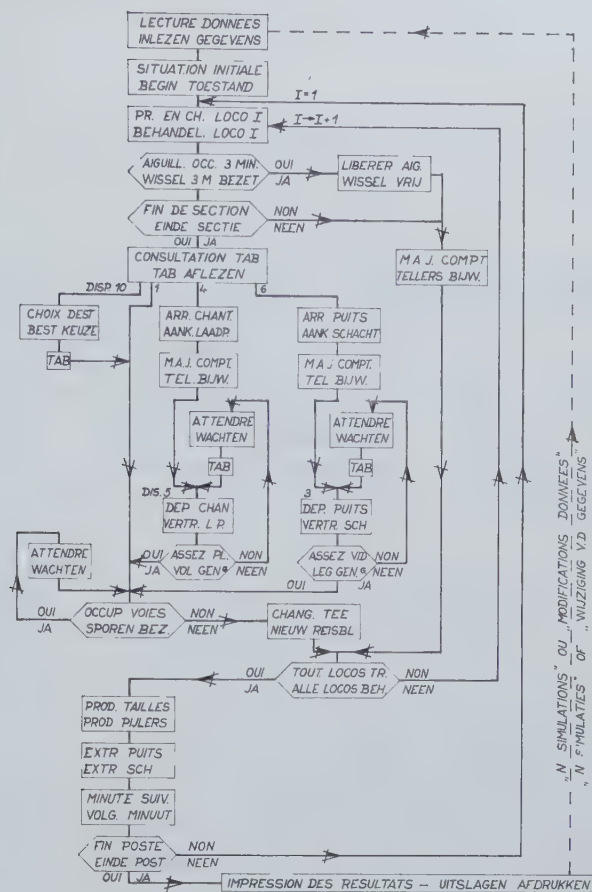 LECTURE DONNEES
INLEZEN GEGEVENS
SITUATION INITIALE
BEGIN TOESTAND
I=1
PR. EN CH. LOCO I
BEHANDEL. LOCO I
I→I+1
AIGUILL. OCC. 3 MIN.
WISSEL 3 M BEZET
OUI
JA
LIBERER AIG.
WISSEL VRIJ
FIN DE SECTION
EINDE SECTIE
NON
NEEN
OUI JA
CONSULTATION TAB
TAB AFLEZEN
M A J. COMPT
TELLERS BIJW.
DISP. 10
1
4
6
CHOIX DEST
BEST KEUZE
TAB
ARR. CHANT.
AANK. LAADP.
ARR PUITS
AANK SCHACHT
M.A.J. COMPT.
TEL. BIJW.
M A J COMPT
TEL BIJW.
ATTENDRE
WACHTEN
TAB
ATTENDRE
WACHTEN
TAB
DIS. 5
DEP CHAN
VERTR. L P.
3
DEP. PUITS
VERTR. SCH
OUI
JA
ASSEZ PL.
VOL GEN.G
NON
NEEN
ASSEZ VID
LEG GEN.G
NON
NEEN
OUI
JA
ATTENDRE
WACHTEN
OUI
JA
OCCUP VOIES
SPOREN BEZ.
NON
NEEN
CHANG. TEE
NIEUW REISBL
OUI
JA
TOUT LOCOS TR.
ALLE LOCOS BEH.
NON
NEEN
PROD. TAILLES
PROD PIJLERS
EXTR PUITS
EXTR SCH
MINUTE SUIV.
VOLG. MINUUT
FIN POSTE
EINDE POST
NON
NEEN
OUI JA
IMPRESSION DES RESULTATS - UITSLAGEN AFDRUKKEN
„N SIMULATIONS" OU „MODIFICATIONS DONNEES"
„N SIMULATIES" OF „WIJZIGING V.D GEGEVENS"